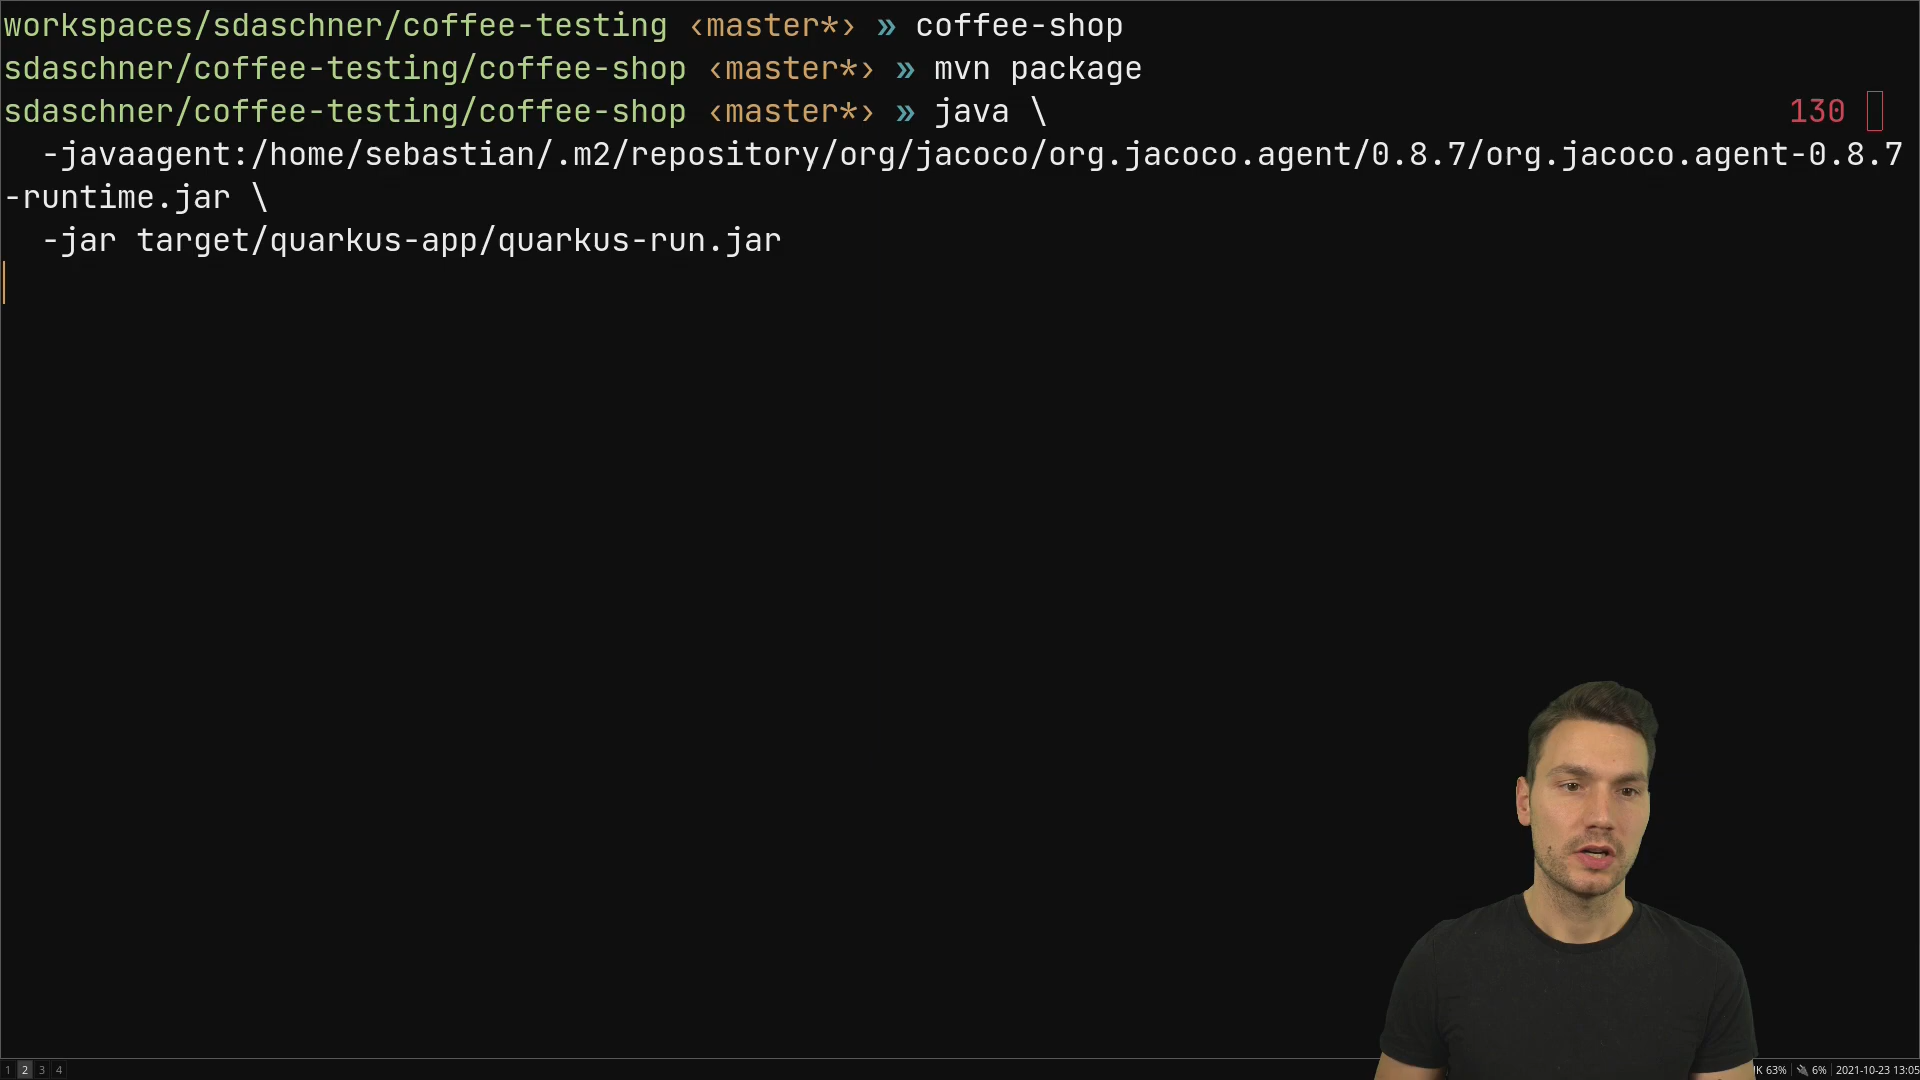 workspaces/sdaschner/coffee-testing ‹master*› » coffee-shop
sdaschner/coffee-testing/coffee-shop ‹master*› » mvn package
sdaschner/coffee-testing/coffee-shop ‹master*› » java \ 130
-javaagent:/home/sebastian/.m2/repository/org/jacoco/org.jacoco.agent/0.8.7/org.jacoco.agent-0.8.7
-runtime.jar \
-jar target/quarkus-app/quarkus-run.jar
1 2 3 4 63% 6% 2021-10-23 13:05